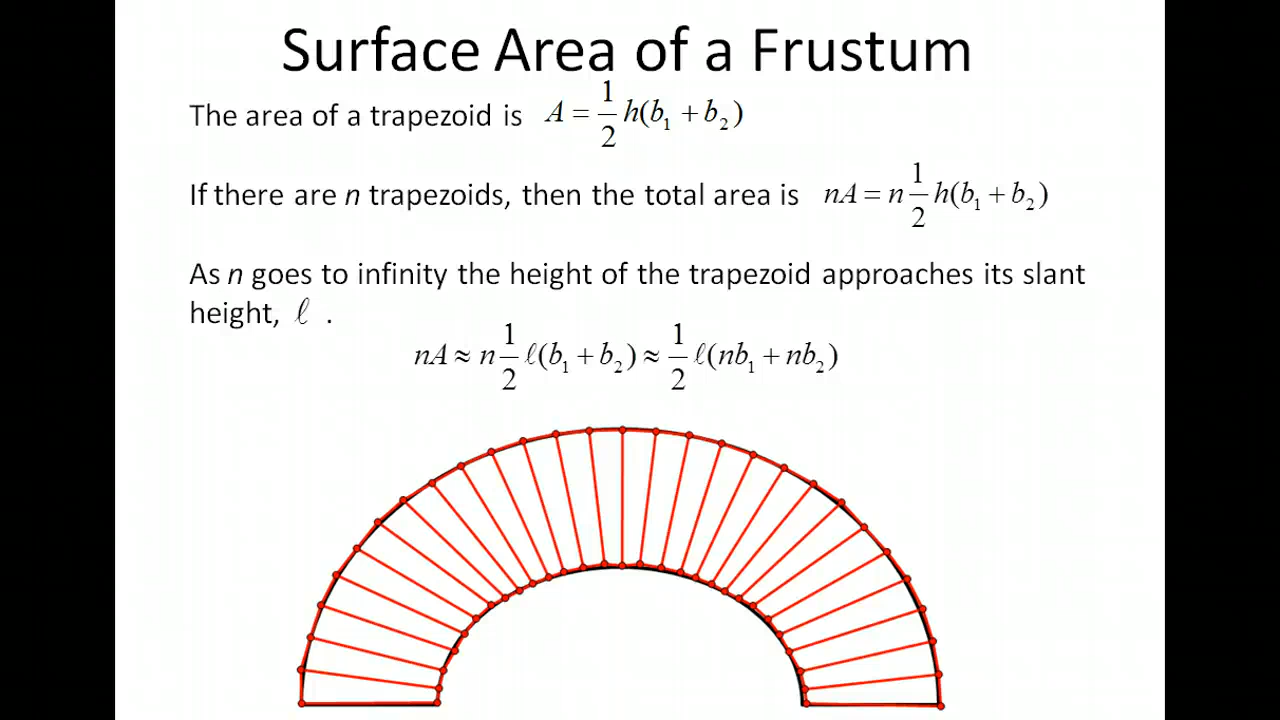 Surface Area of a Frustum
The area of a trapezoid is A = 1/2 h(b₁ + b₂)
If there are n trapezoids, then the total area is nA = n 1/2 h(b₁ + b₂)
As n goes to infinity the height of the trapezoid approaches its slant
height, ℓ .
nA ≈ n 1/2 ℓ(b₁ + b₂) ≈ 1/2 ℓ(nb₁ + nb₂)